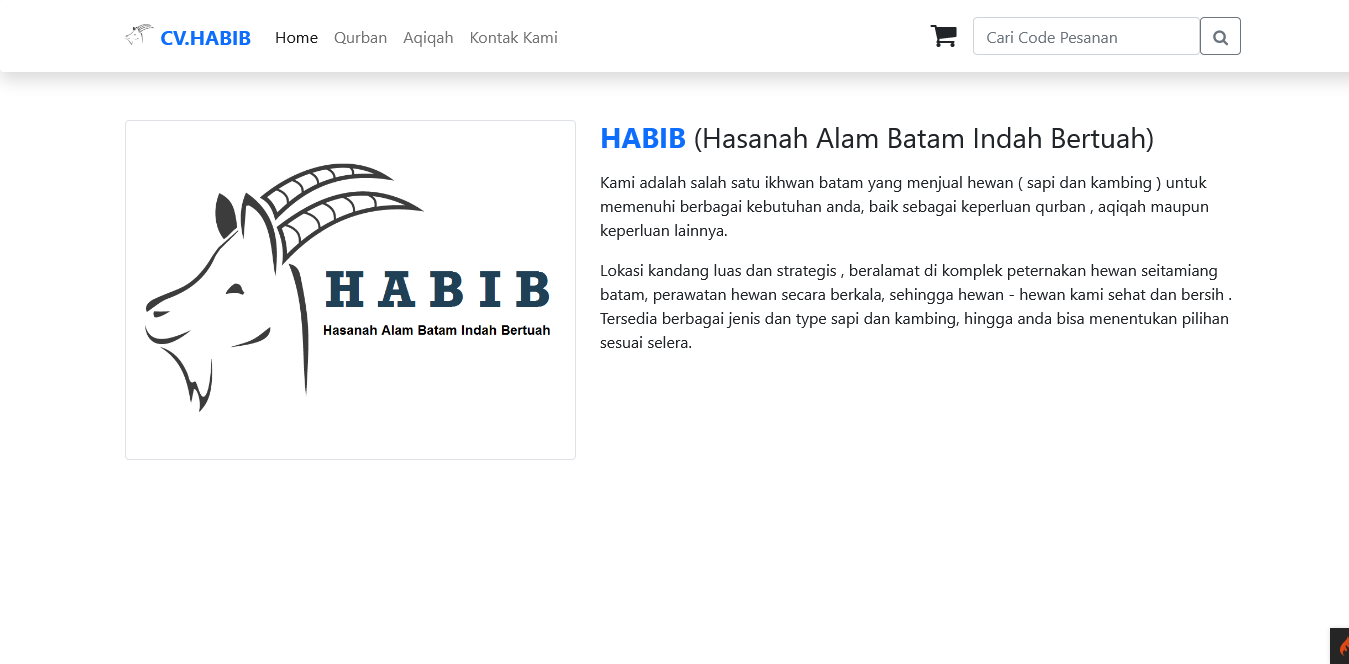 CV.HABIB Home Qurban Aqiqah Kontak Kami Cari Code Pesanan
HABIB
Hasanah Alam Batam Indah Bertuah
HABIB (Hasanah Alam Batam Indah Bertuah)
Kami adalah salah satu ikhwan batam yang menjual hewan ( sapi dan kambing ) untuk
memenuhi berbagai kebutuhan anda, baik sebagai keperluan qurban , aqiqah maupun
keperluan lainnya.
Lokasi kandang luas dan strategis , beralamat di komplek peternakan hewan seitamiang
batam, perawatan hewan secara berkala, sehingga hewan - hewan kami sehat dan bersih .
Tersedia berbagai jenis dan type sapi dan kambing, hingga anda bisa menentukan pilihan
sesuai selera.